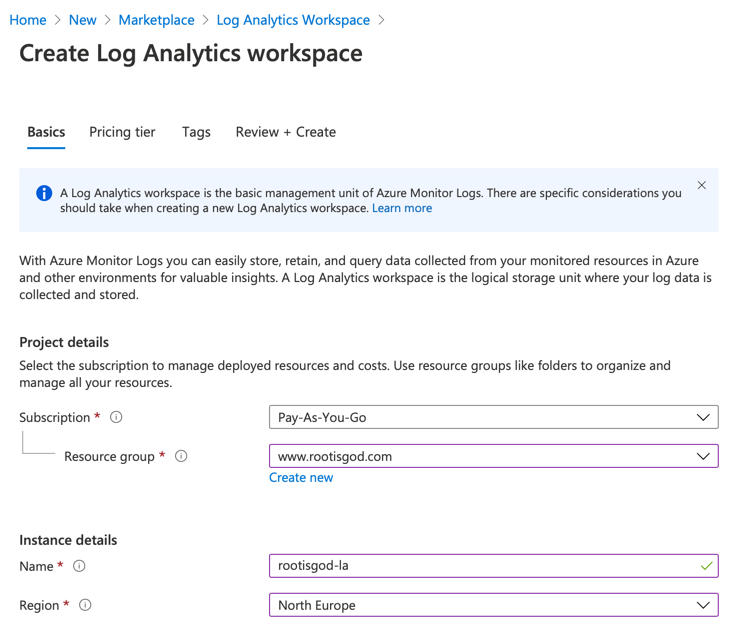 Home > New > Marketplace > Log Analytics Workspace >
Create Log Analytics workspace
Basics Pricing tier Tags Review + Create
A Log Analytics workspace is the basic management unit of Azure Monitor Logs. There are specific considerations you
should take when creating a new Log Analytics workspace. Learn more
With Azure Monitor Logs you can easily store, retain, and query data collected from your monitored resources in Azure
and other environments for valuable insights. A Log Analytics workspace is the logical storage unit where your log data is
collected and stored.
Project details
Select the subscription to manage deployed resources and costs. Use resource groups like folders to organize and
manage all your resources.
Subscription * Pay-As-You-Go
Resource group * www.rootisgod.com
Create new
Instance details
Name * rootisgod-la
Region * North Europe